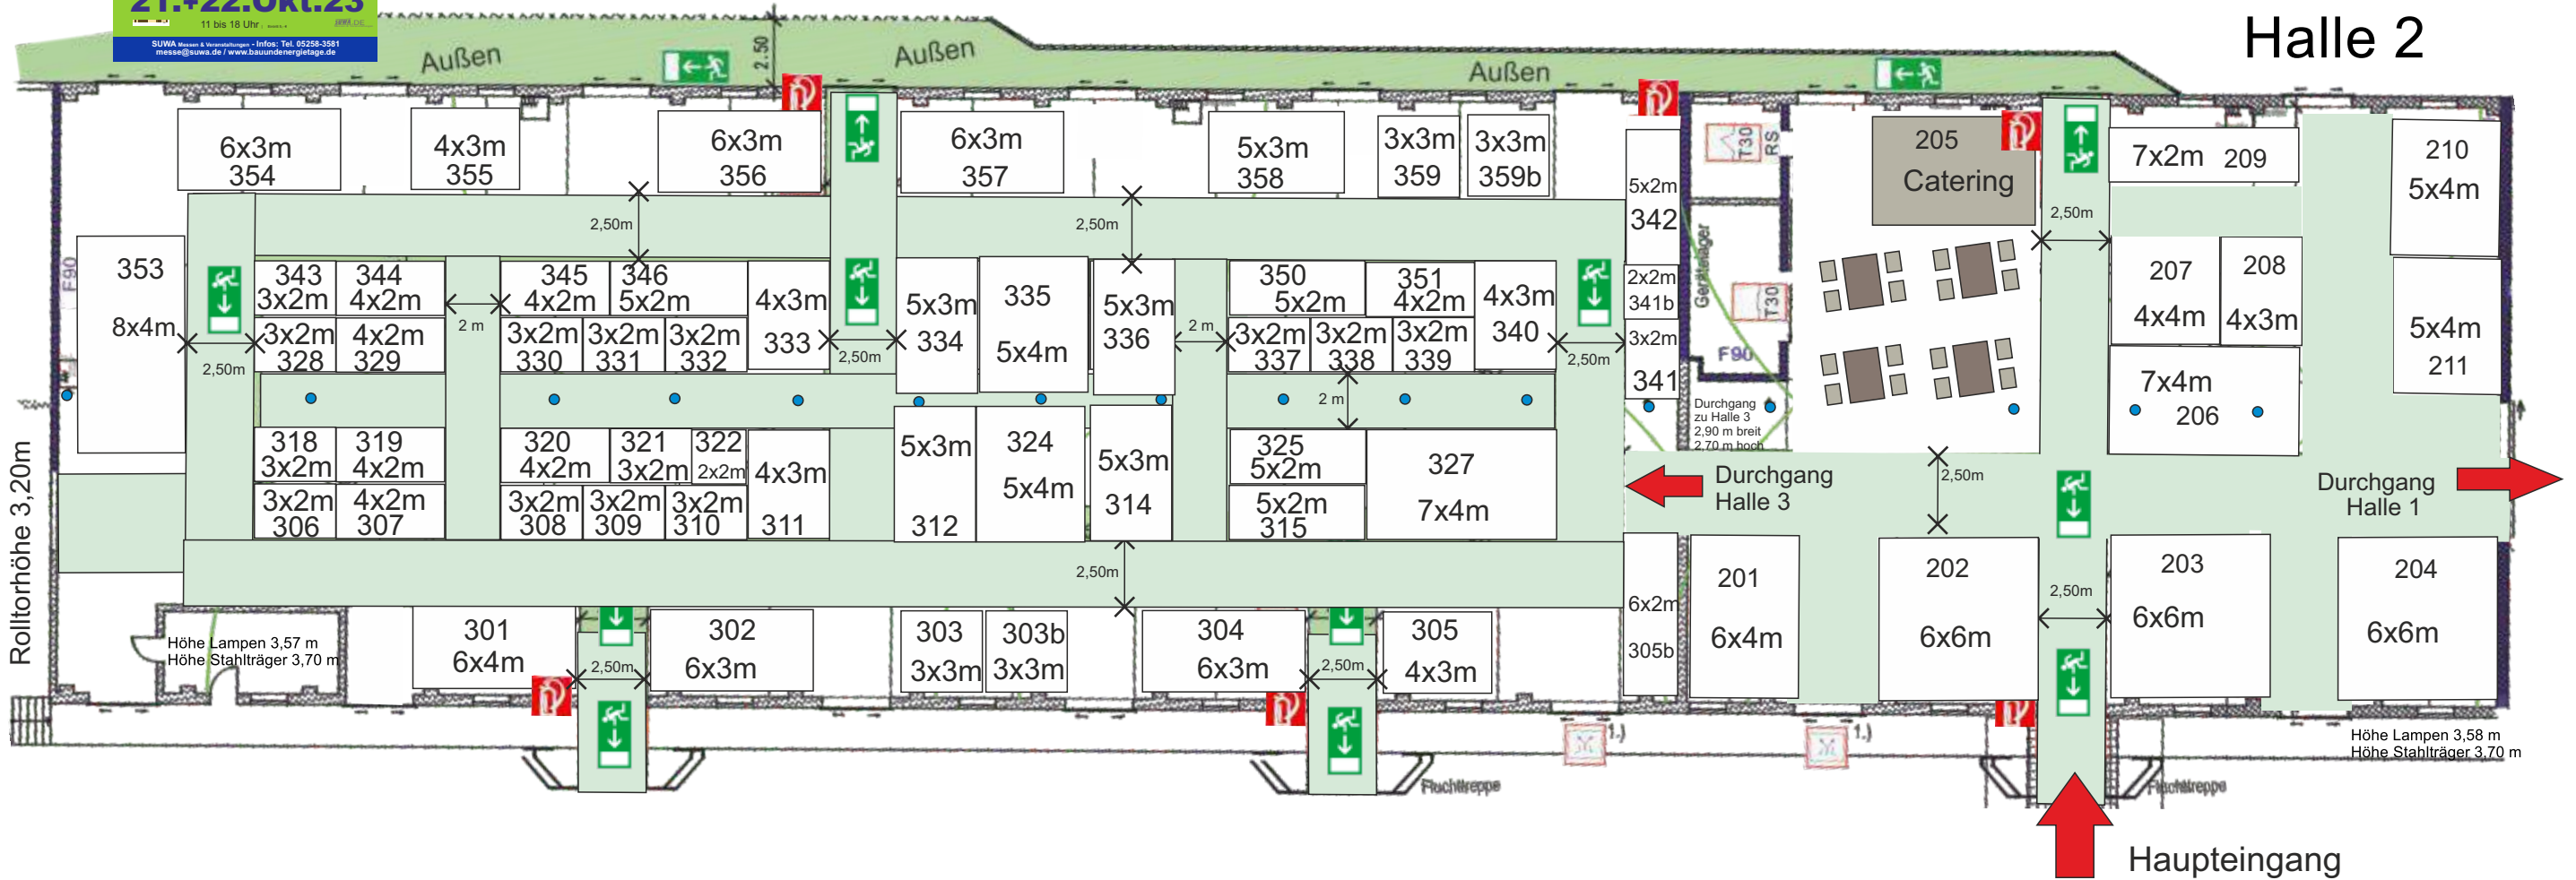 21.+22.Okt.23
11 bis 18 Uhr
SUWA Messen & Veranstaltungen - Infos: Tel. 05258-3581
messe@suwa.de / www.bauundenergietage.de
Halle 2
Außen
Außen
Außen
2.50
6x3m
354
4x3m
355
6x3m
356
6x3m
357
5x3m
358
3x3m
359
3x3m
359b
5x2m
342
2x2m
341b
3x2m
341
T30
RS
Gerätelager
T30
F90
205
Catering
7x2m 209
210
5x4m
2,50m
2,50m
2,50m
207
4x4m
208
4x3m
5x4m
211
7x4m
206
F90
353
8x4m
2,50m
343
3x2m
344
4x2m
3x2m
328
4x2m
329
2 m
345
4x2m
346
5x2m
3x2m
330
3x2m
331
3x2m
332
4x3m
333
2,50m
5x3m
334
335
5x4m
5x3m
336
2 m
350
5x2m
351
4x2m
3x2m
337
3x2m
338
3x2m
339
4x3m
340
2,50m
2 m
Durchgang
zu Halle 3
2,90 m breit
2,70 m hoch
318
3x2m
319
4x2m
3x2m
306
4x2m
307
320
4x2m
321
3x2m
322
2x2m
3x2m
308
3x2m
309
3x2m
310
4x3m
311
5x3m
312
324
5x4m
5x3m
314
325
5x2m
5x2m
315
327
7x4m
Durchgang
Halle 3
2,50m
Durchgang
Halle 1
Rolltorhöhe 3,20m
2,50m
Höhe Lampen 3,57 m
Höhe Stahlträger 3,70 m
301
6x4m
2,50m
302
6x3m
303
3x3m
303b
3x3m
304
6x3m
2,50m
305
4x3m
6x2m
305b
201
6x4m
202
6x6m
2,50m
203
6x6m
204
6x6m
1.)
1.)
Höhe Lampen 3,58 m
Höhe Stahlträger 3,70 m
Fluchttreppe
Fluchttreppe
Haupteingang